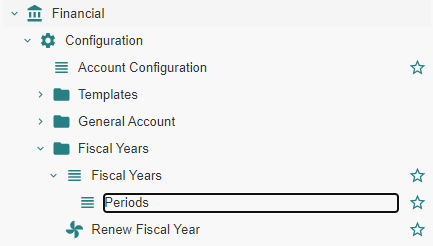 Financial
Configuration
Account Configuration
Templates
General Account
Fiscal Years
Fiscal Years
Periods
Renew Fiscal Year